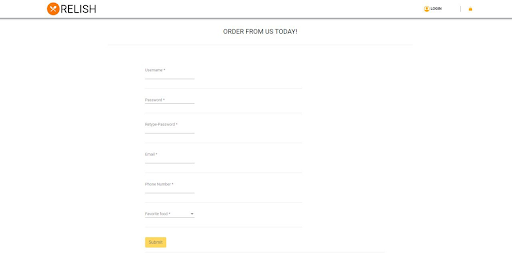 RELISH
LOGIN
ORDER FROM US TODAY!
Username *
Password *
Retype-Password *
Email *
Phone Number *
Favorite food *
Submit